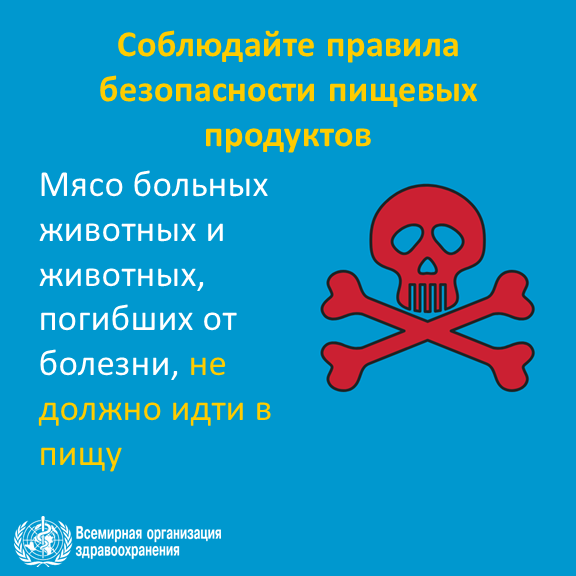 Соблюдайте правила
безопасности пищевых
продуктов
Мясо больных
животных и
животных,
погибших от
болезни, не
должно идти в
пищу
Всемирная организация
здравоохранения